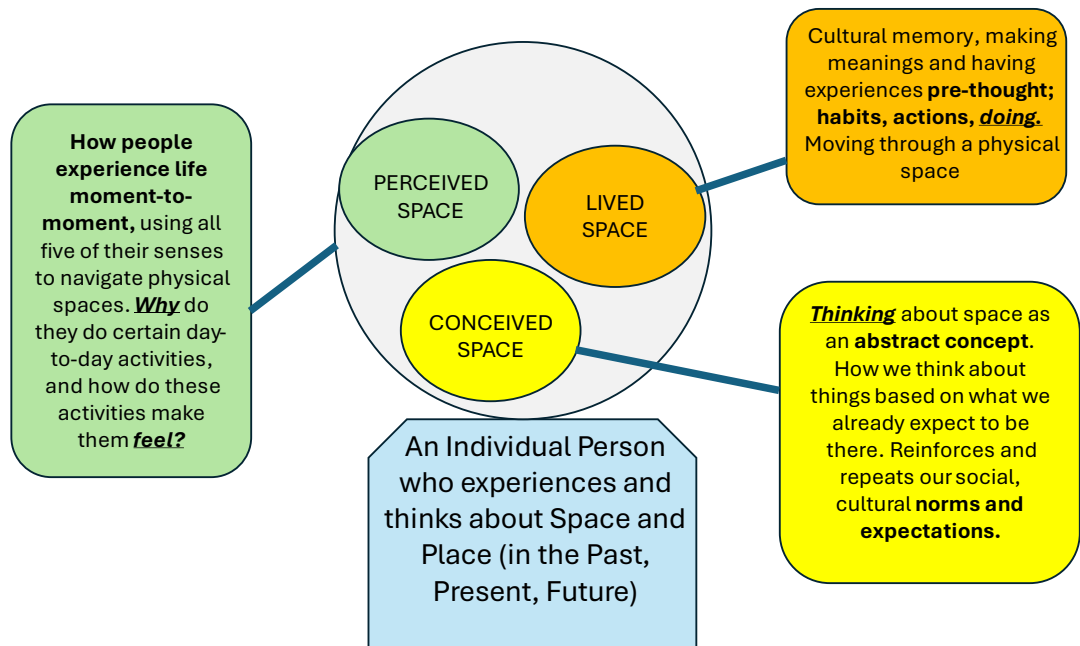 How people
experience life
moment-to-
moment, using all
five of their senses
to navigate physical
spaces. Why do
they do certain day-
to-day activities,
and how do these
activities make
them feel?
PERCEIVED
SPACE
LIVED
SPACE
CONCEIVED
SPACE
Cultural memory, making
meanings and having
experiences pre-thought;
habits, actions, doing.
Moving through a physical
space
Thinking about space as
an abstract concept.
How we think about
things based on what we
already expect to be
there. Reinforces and
repeats our social,
cultural norms and
expectations.
An Individual Person
who experiences and
thinks about Space and
Place (in the Past,
Present, Future)